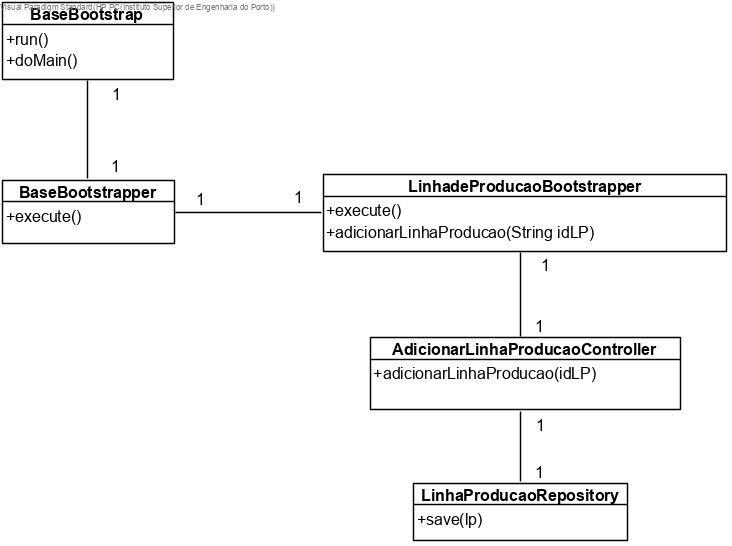 Visual Paradigm Standard(HP PC(Instituto Superior de Engenharia do Porto))
BaseBootstrap
+run()
+doMain()
1
1
BaseBootstrapper
+execute()
1
1
LinhadeProducaoBootstrapper
+execute()
+adicionarLinhaProducao(String idLP)
1
1
AdicionarLinhaProducaoController
+adicionarLinhaProducao(idLP)
1
1
LinhaProducaoRepository
+save(lp)